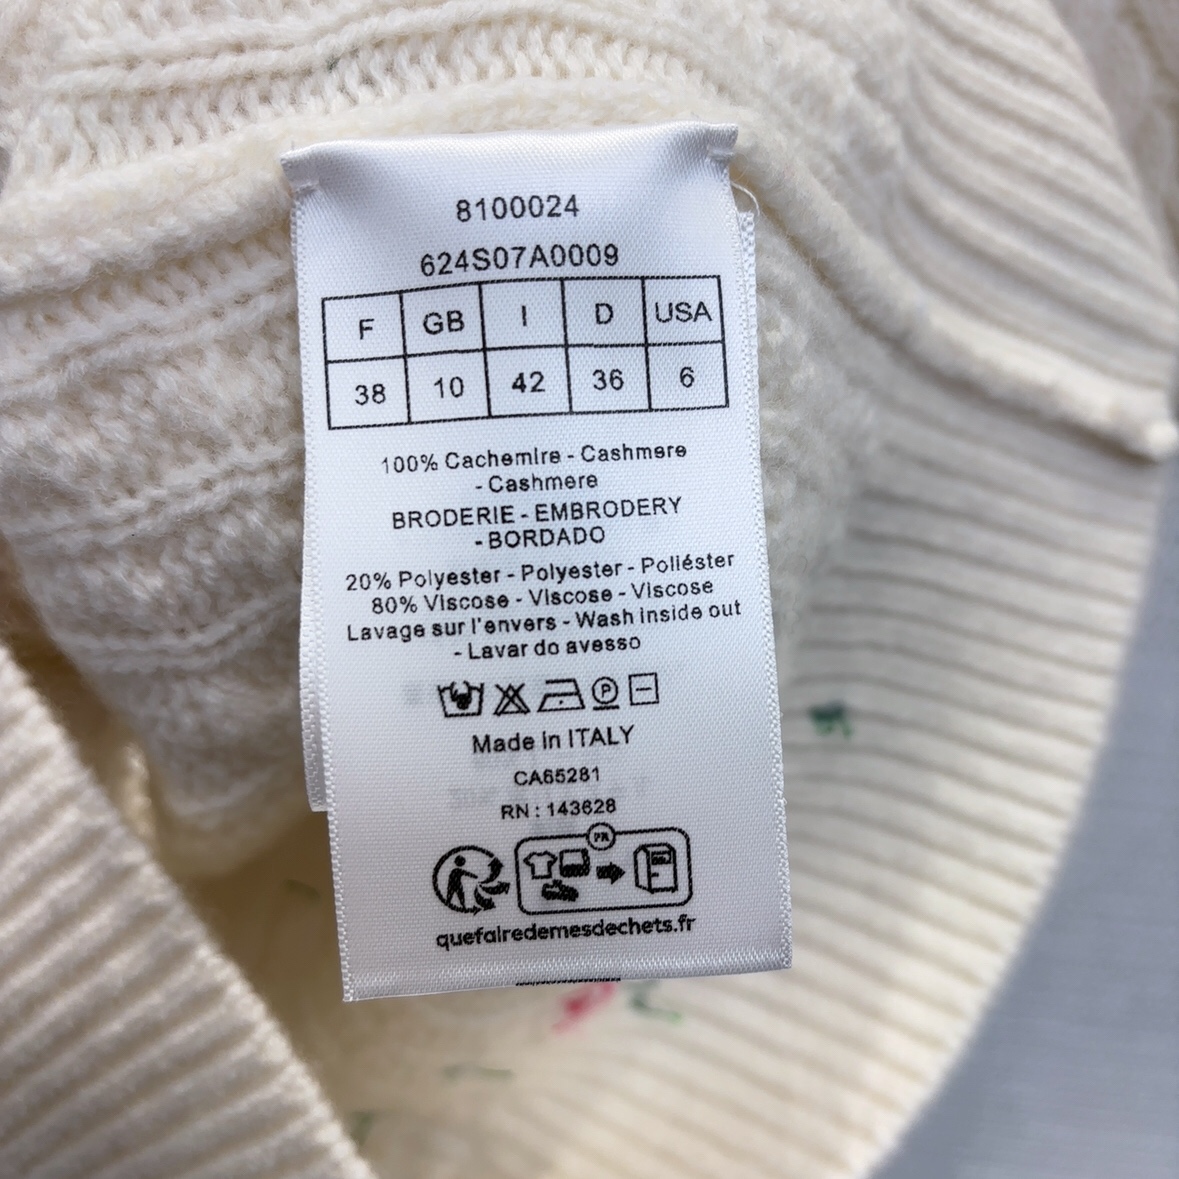 8100024
624S07A0009
F GB I D USA
38 10 42 36 6
100% Cachemire - Cashmere
- Cashmere
BRODERIE - EMBRODERY
- BORDADO
20% Polyester - Polyester - Poliéster
80% Viscose - Viscose - Viscose
Lavage sur l'envers - Wash inside out
- Lavar do avesso
P
Made in ITALY
CA65281
RN : 143628
FR
quefairedemesdechets.fr